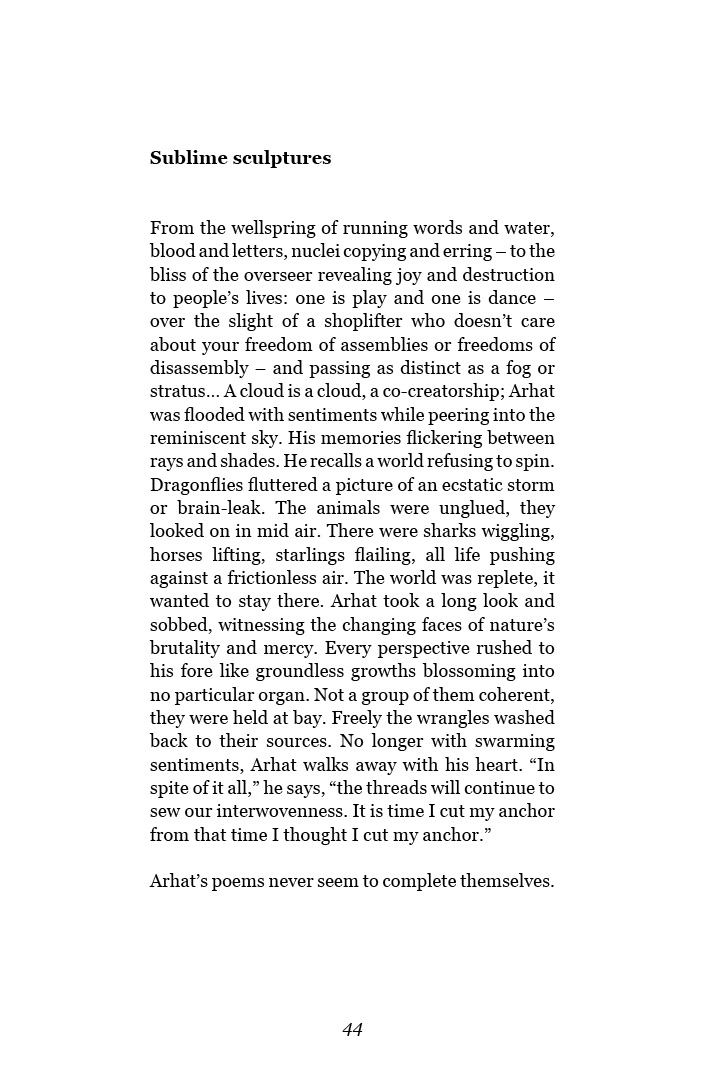 Sublime sculptures
From the wellspring of running words and water,
blood and letters, nuclei copying and erring – to the
bliss of the overseer revealing joy and destruction
to people’s lives: one is play and one is dance –
over the slight of a shoplifter who doesn’t care
about your freedom of assemblies or freedoms of
disassembly – and passing as distinct as a fog or
stratus... A cloud is a cloud, a co-creatorship; Arhat
was flooded with sentiments while peering into the
reminiscent sky. His memories flickering between
rays and shades. He recalls a world refusing to spin.
Dragonflies fluttered a picture of an ecstatic storm
or brain-leak. The animals were unglued, they
looked on in mid air. There were sharks wiggling,
horses lifting, starlings flailing, all life pushing
against a frictionless air. The world was replete, it
wanted to stay there. Arhat took a long look and
sobbed, witnessing the changing faces of nature’s
brutality and mercy. Every perspective rushed to
his fore like groundless growths blossoming into
no particular organ. Not a group of them coherent,
they were held at bay. Freely the wrangles washed
back to their sources. No longer with swarming
sentiments, Arhat walks away with his heart. “In
spite of it all,” he says, “the threads will continue to
sew our interwovenness. It is time I cut my anchor
from that time I thought I cut my anchor.”
Arhat’s poems never seem to complete themselves.
44